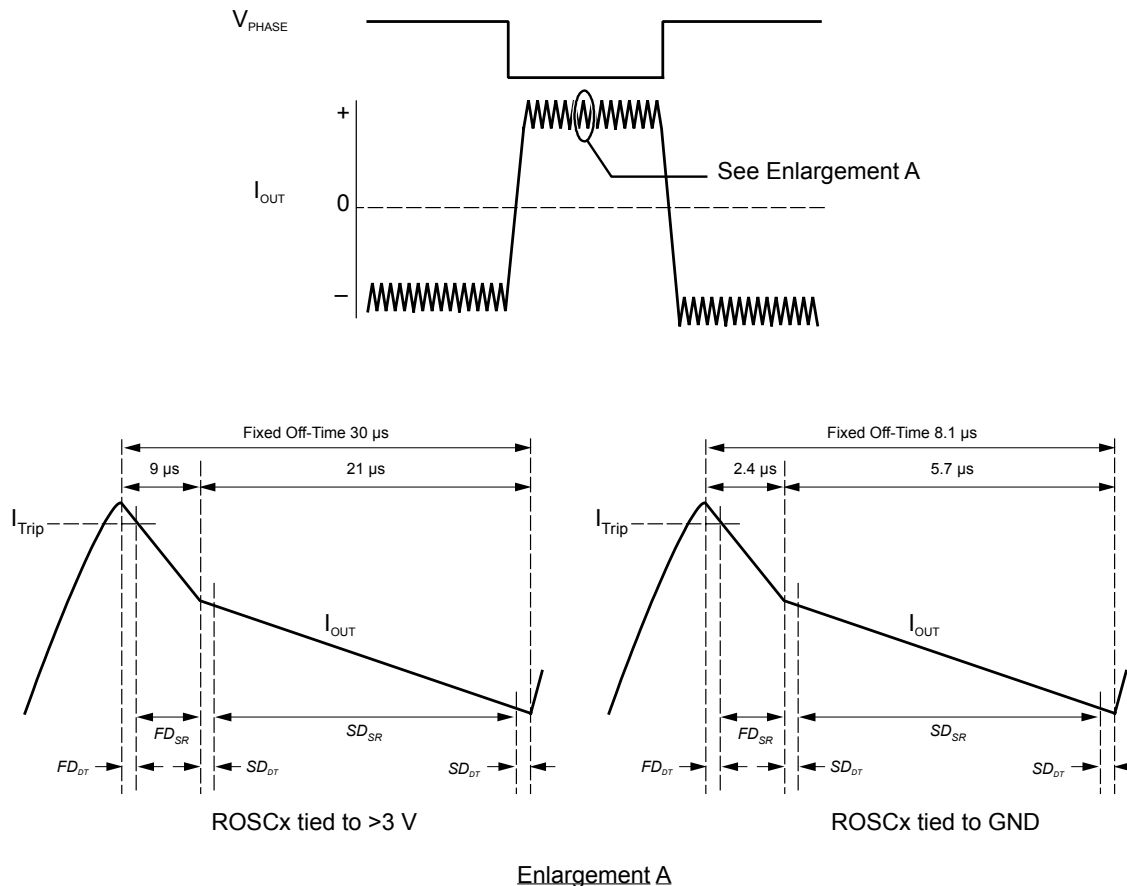 VPHASE
+
See Enlargement A
IOUT
0
–
Fixed Off-Time 30 µs
9 µs 21 µs
ITrip
IOUT
FDSR SDSR
FDDT SDDT SDDT
ROSCx tied to >3 V
Fixed Off-Time 8.1 µs
2.4 µs 5.7 µs
ITrip
IOUT
FDSR SDSR
FDDT SDDT SDDT
ROSCx tied to GND
Enlargement A